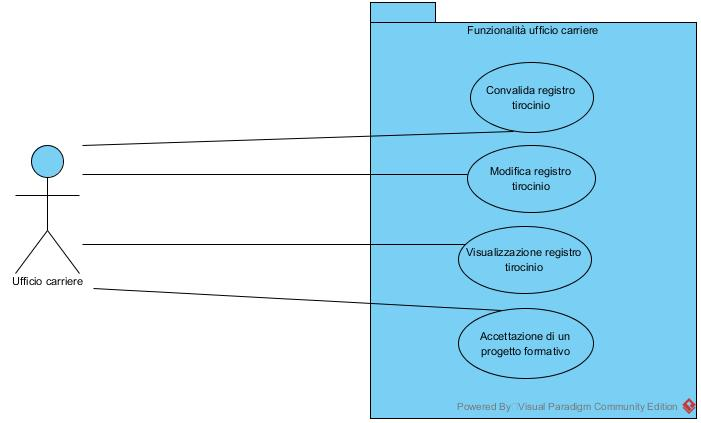 Funzionalità ufficio carriere
Convalida registro
tirocinio
Modifica registro
tirocinio
Visualizzazione registro
tirocinio
Ufficio carriere
Accettazione di un
progetto formativo
Powered By Visual Paradigm Community Edition